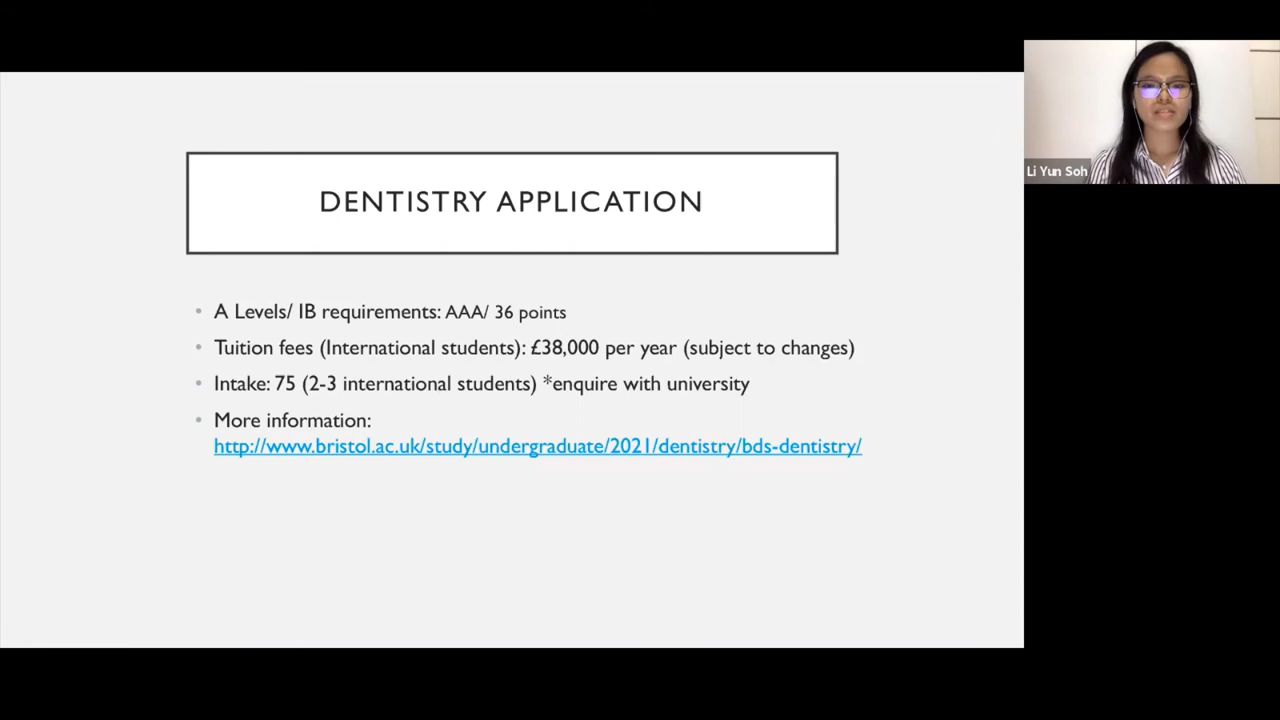 DENTISTRY APPLICATION
• A Levels/ IB requirements: AAA/ 36 points
• Tuition fees (International students): £38,000 per year (subject to changes)
• Intake: 75 (2-3 international students) *enquire with university
• More information:
http://www.bristol.ac.uk/study/undergraduate/2021/dentistry/bds-dentistry/
Li Yun Soh